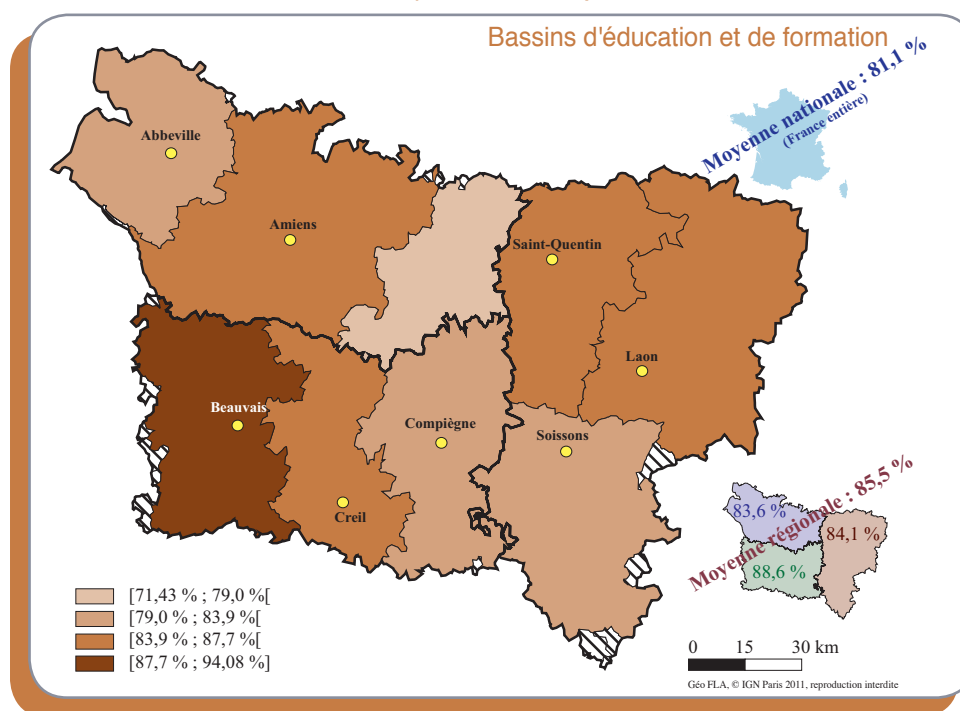 Bassins d'éducation et de formation
Moyenne nationale : 81,1 %
(France entière)
Abbeville
Amiens
Saint-Quentin
Laon
Beauvais
Compiègne
Soissons
Creil
Moyenne régionale : 85,5 %
83,6 %
84,1 %
88,6 %
[71,43 % ; 79,0 %[
[79,0 % ; 83,9 %[
[83,9 % ; 87,7 %[
[87,7 % ; 94,08 %]
0 15 30 km
Géo FLA, © IGN Paris 2011, reproduction interdite